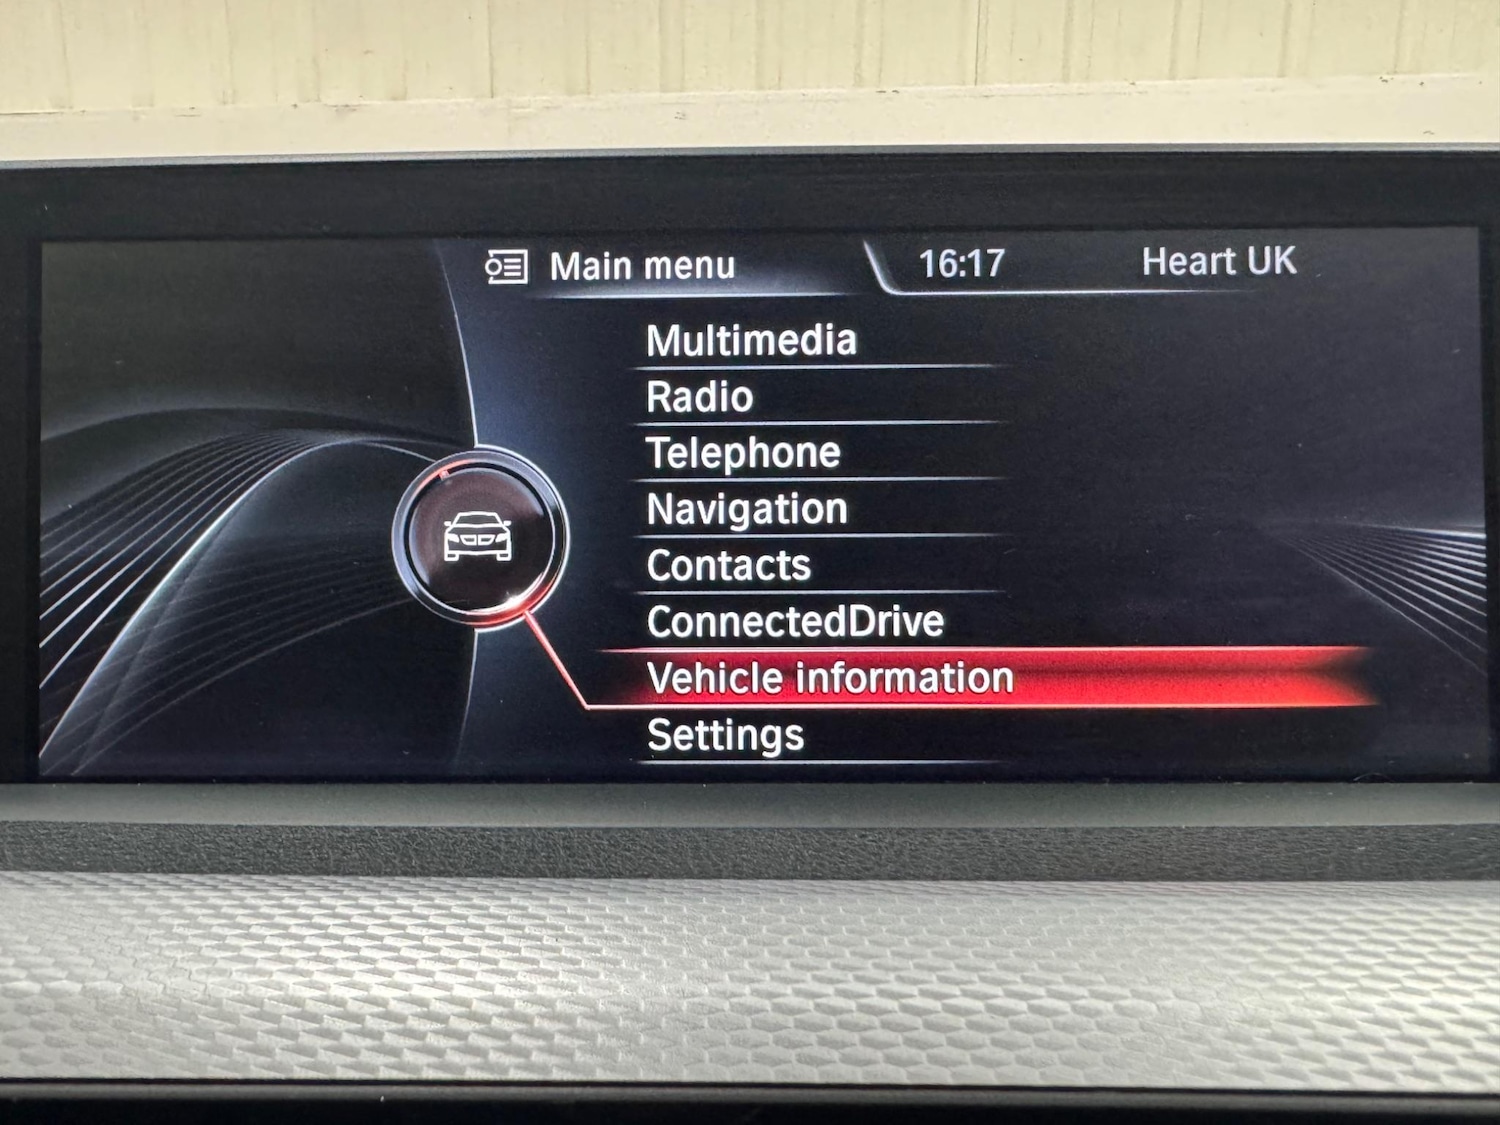 Main menu
16:17
Heart UK
Multimedia
Radio
Telephone
Navigation
Contacts
ConnectedDrive
Vehicle information
Settings